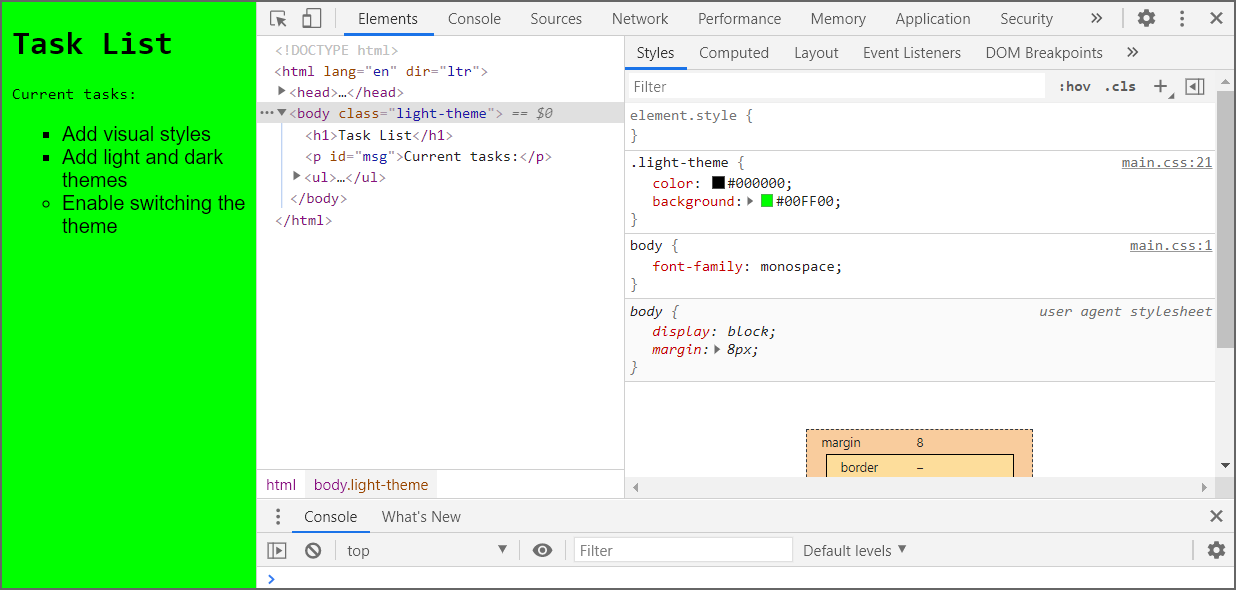 Task List
Current tasks:
Add visual styles
Add light and dark
themes
Enable switching the
theme
Elements Console Sources Network Performance Memory Application Security »
<!DOCTYPE html>
<html lang="en" dir="ltr">
<head>…</head>
<body class="light-theme"> == $0
<h1>Task List</h1>
<p id="msg">Current tasks:</p>
<ul>…</ul>
</body>
</html>
html body.light-theme
Styles Computed Layout Event Listeners DOM Breakpoints »
Filter :hov .cls +
element.style {
}
.light-theme { main.css:21
color: #000000;
background: #00FF00;
}
body { main.css:1
font-family: monospace;
}
body { user agent stylesheet
display: block;
margin: 8px;
}
margin 8
border –
Console What's New
top Filter Default levels